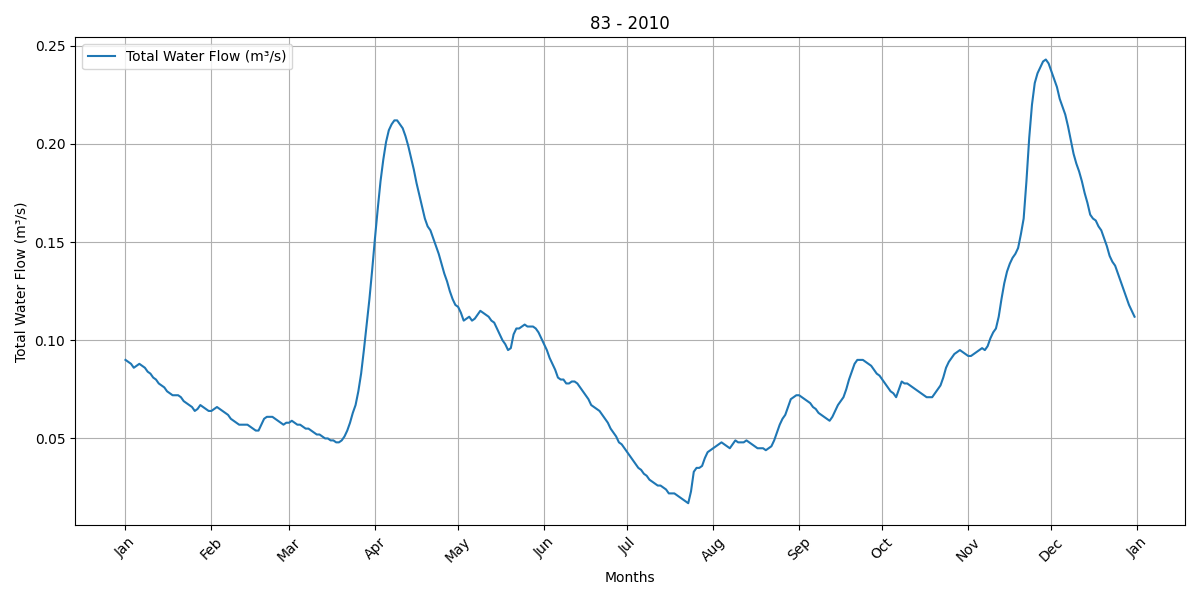 83 - 2010
Total Water Flow (m³/s)
0.25
0.20
0.15
0.10
0.05
Total Water Flow (m³/s)
Jan Feb Mar Apr May Jun Jul Aug Sep Oct Nov Dec Jan
Months